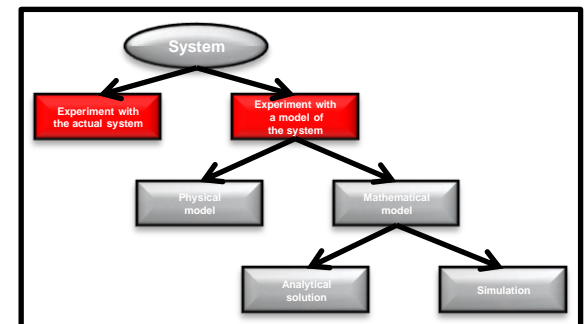 System
Experiment with
the actual system
Experiment with
a model of
the system
Physical
model
Mathematical
model
Analytical
solution
Simulation